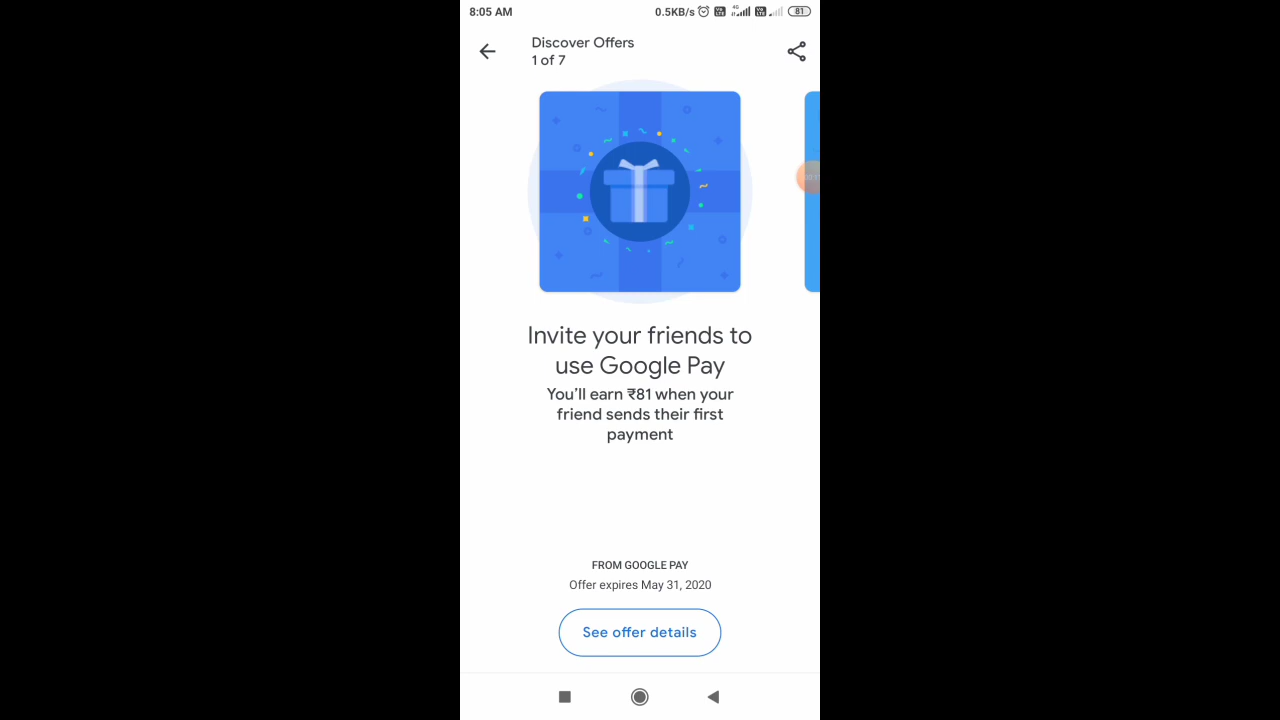 8:05 AM
0.5KB/s
4G
81
Discover Offers
1 of 7
Invite your friends to
use Google Pay
You’ll earn ₹81 when your
friend sends their first
payment
FROM GOOGLE PAY
Offer expires May 31, 2020
See offer details